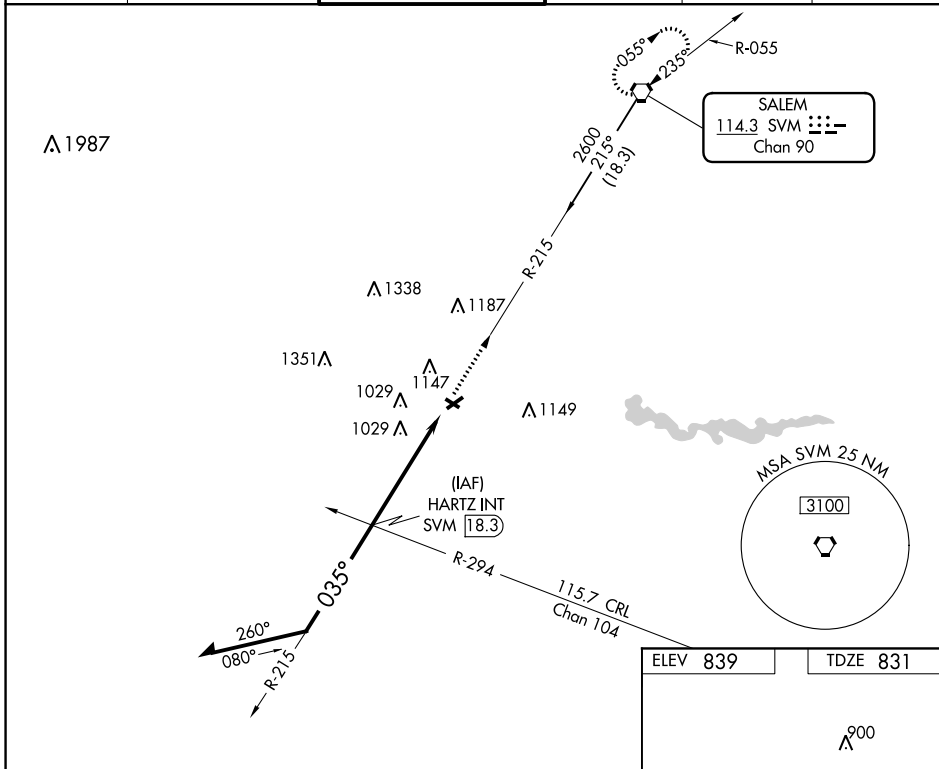 055°
235°
R-055
SALEM
114.3 SVM
Chan 90
1987
2600
215°
(18.3)
R-215
1338
1187
1351
1147
1029
1149
1029
(IAF)
HARTZ INT
SVM 18.3
MSA SVM 25 NM
3100
R-294
115.7 CRL
Chan 104
035°
260°
080°
R-215
ELEV 839
TDZE 831
900